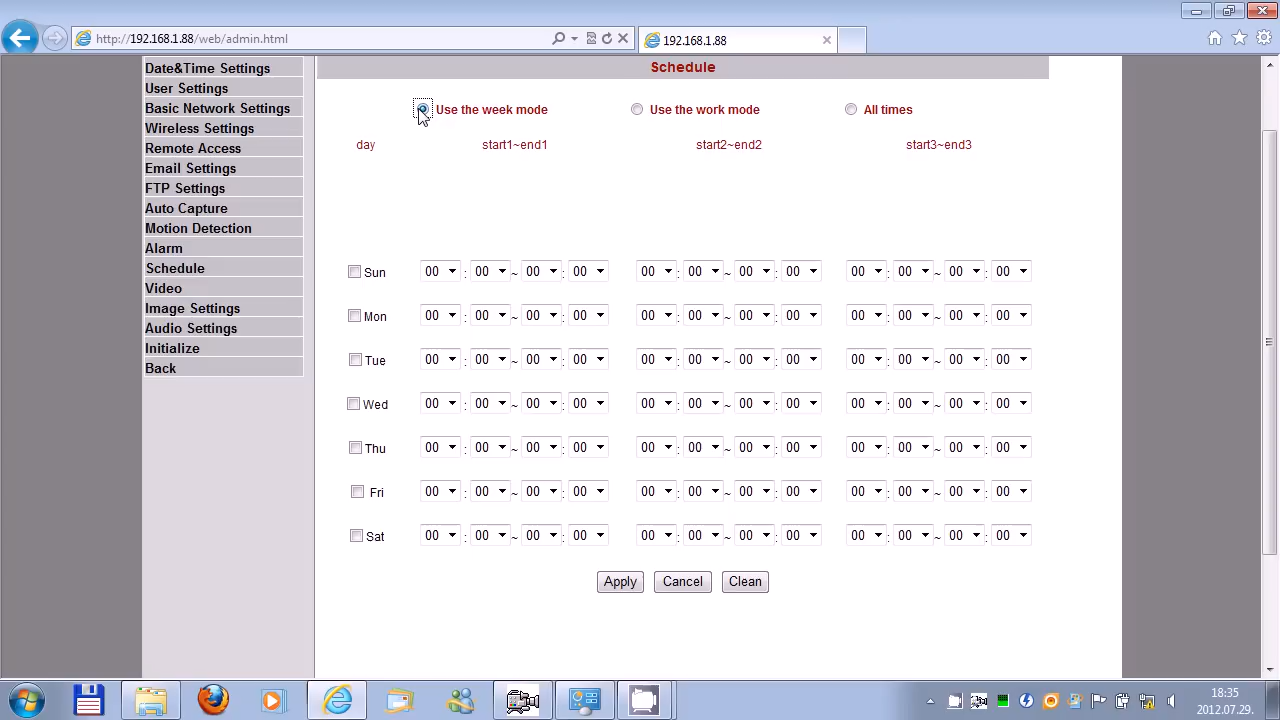 http://192.168.1.88/web/admin.html
192.168.1.88
Date&Time Settings
User Settings
Basic Network Settings
Wireless Settings
Remote Access
Email Settings
FTP Settings
Auto Capture
Motion Detection
Alarm
Schedule
Video
Image Settings
Audio Settings
Initialize
Back
Schedule
Use the week mode Use the work mode All times
day start1~end1 start2~end2 start3~end3
Sun 00 : 00 ~ 00 : 00 00 : 00 ~ 00 : 00 00 : 00 ~ 00 : 00
Mon 00 : 00 ~ 00 : 00 00 : 00 ~ 00 : 00 00 : 00 ~ 00 : 00
Tue 00 : 00 ~ 00 : 00 00 : 00 ~ 00 : 00 00 : 00 ~ 00 : 00
Wed 00 : 00 ~ 00 : 00 00 : 00 ~ 00 : 00 00 : 00 ~ 00 : 00
Thu 00 : 00 ~ 00 : 00 00 : 00 ~ 00 : 00 00 : 00 ~ 00 : 00
Fri 00 : 00 ~ 00 : 00 00 : 00 ~ 00 : 00 00 : 00 ~ 00 : 00
Sat 00 : 00 ~ 00 : 00 00 : 00 ~ 00 : 00 00 : 00 ~ 00 : 00
Apply Cancel Clean
18:35
2012.07.29.